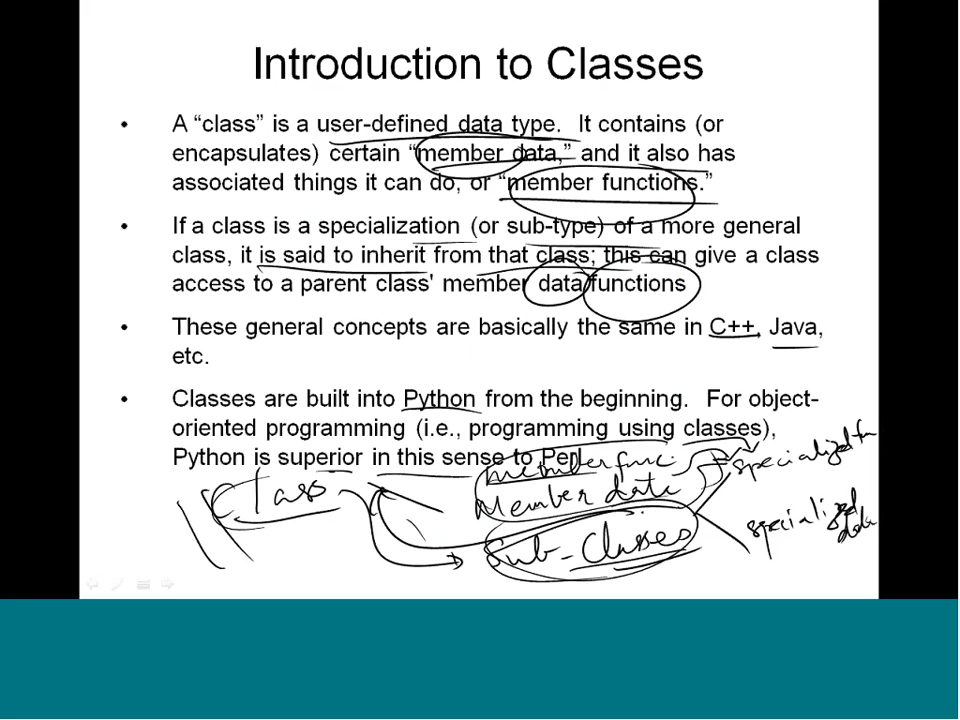 Introduction to Classes
• A “class” is a user-defined data type. It contains (or
encapsulates) certain “member data,” and it also has
associated things it can do, or “member functions.”
• If a class is a specialization (or sub-type) of a more general
class, it is said to inherit from that class; this can give a class
access to a parent class' member data/functions
• These general concepts are basically the same in C++, Java,
etc.
• Classes are built into Python from the beginning. For object-
oriented programming (i.e., programming using classes),
Python is superior in this sense to Perl
Class
member func
Member data
Sub-classes
specialized
specialized
data